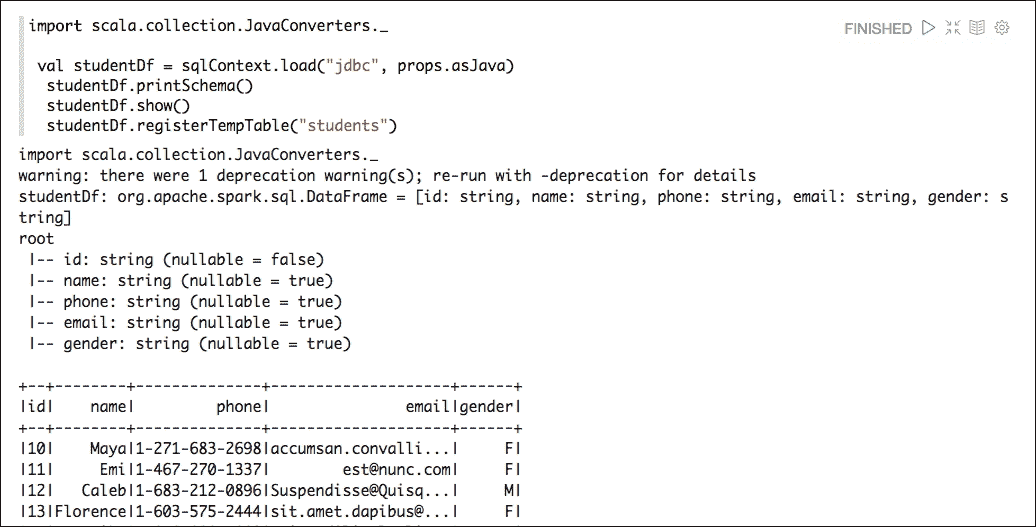 import scala.collection.JavaConverters._
FINISHED
val studentDf = sqlContext.load("jdbc", props.asJava)
studentDf.printSchema()
studentDf.show()
studentDf.registerTempTable("students")
import scala.collection.JavaConverters._
warning: there were 1 deprecation warning(s); re-run with -deprecation for details
studentDf: org.apache.spark.sql.DataFrame = [id: string, name: string, phone: string, email: string, gender: s
tring]
root
 |-- id: string (nullable = false)
 |-- name: string (nullable = true)
 |-- phone: string (nullable = true)
 |-- email: string (nullable = true)
 |-- gender: string (nullable = true)
+--+--------+--------------+--------------------+------+
|id|    name|         phone|               email|gender|
+--+--------+--------------+--------------------+------+
|10|    Maya|1-271-683-2698|accumsan.convalli...|     F|
|11|     Emi|1-467-270-1337|        est@nunc.com|     F|
|12|   Caleb|1-683-212-0896|Suspendisse@Quisq...|     M|
|13|Florence|1-603-575-2444|sit.amet.dapibus@...|     F|